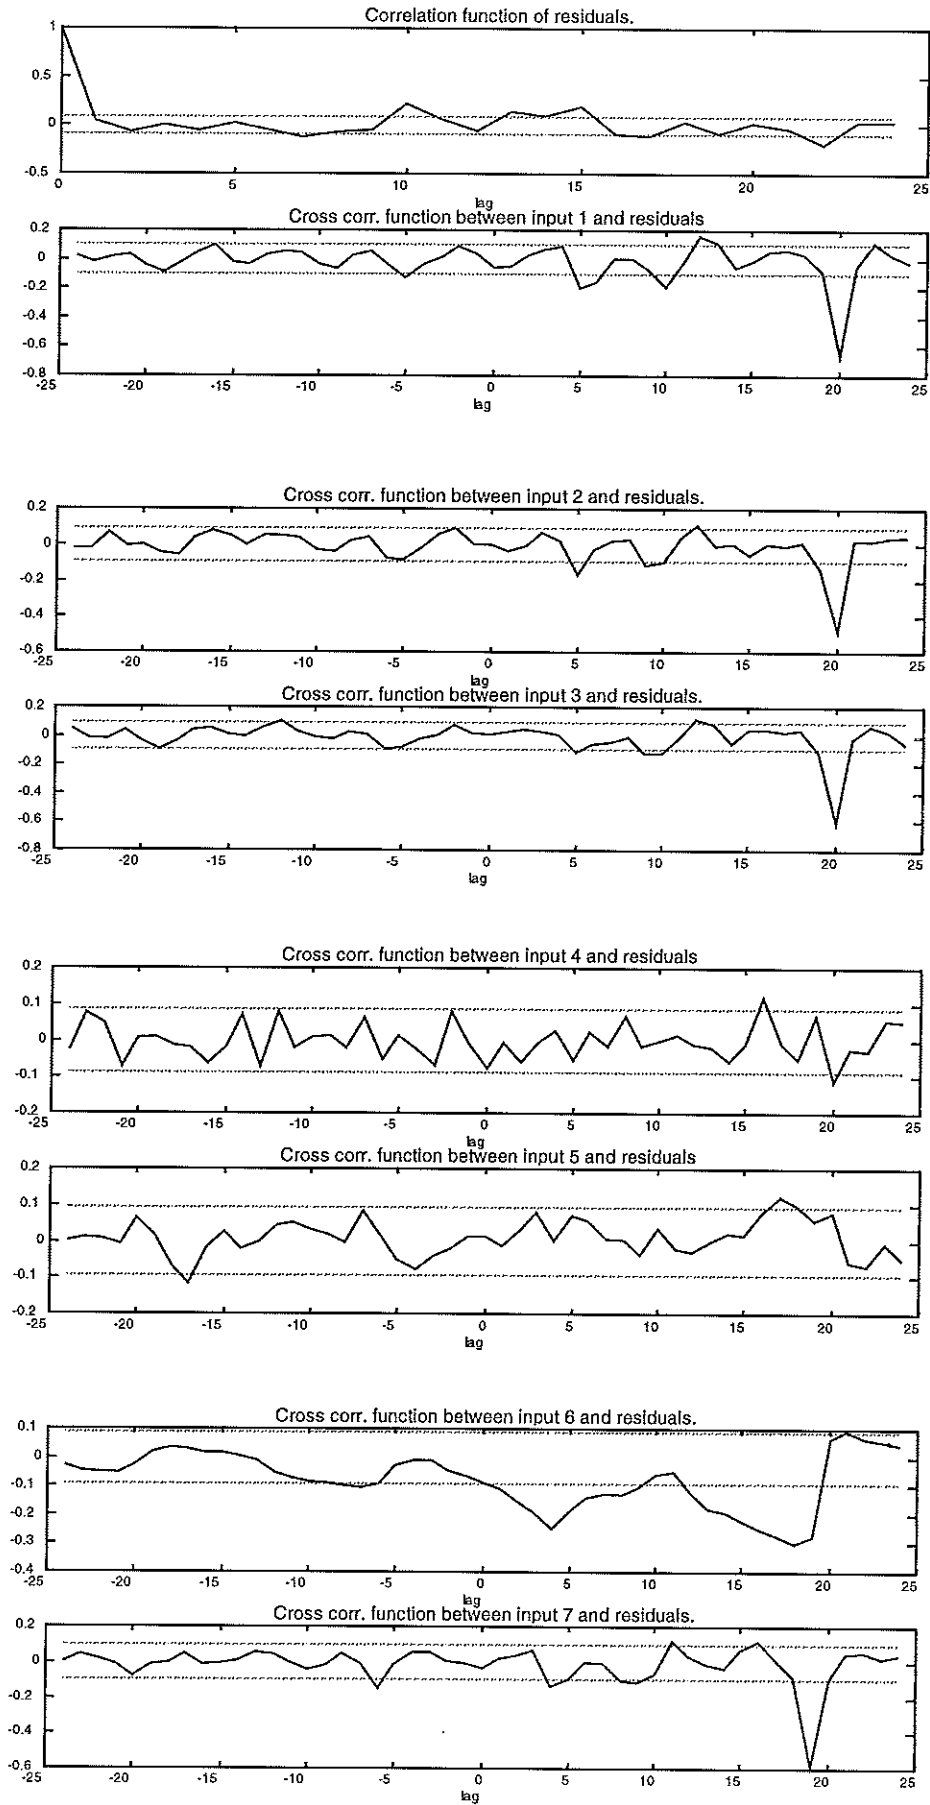 Correlation function of residuals.
1
0.5
0
-0.5
0 5 10 15 20 25
lag
Cross corr. function between input 1 and residuals
0.2
0
-0.2
-0.4
-0.6
-0.8
-25 -20 -15 -10 -5 0 5 10 15 20 25
lag
Cross corr. function between input 2 and residuals.
0.2
0
-0.2
-0.4
-0.6
-25 -20 -15 -10 -5 0 5 10 15 20 25
lag
Cross corr. function between input 3 and residuals.
0.2
0
-0.2
-0.4
-0.6
-0.8
-25 -20 -15 -10 -5 0 5 10 15 20 25
lag
Cross corr. function between input 4 and residuals
0.2
0.1
0
-0.1
-0.2
-25 -20 -15 -10 -5 0 5 10 15 20 25
lag
Cross corr. function between input 5 and residuals
0.2
0.1
0
-0.1
-0.2
-25 -20 -15 -10 -5 0 5 10 15 20 25
lag
Cross corr. function between input 6 and residuals.
0.1
0
-0.1
-0.2
-0.3
-0.4
-25 -20 -15 -10 -5 0 5 10 15 20 25
lag
Cross corr. function between input 7 and residuals.
0.2
0
-0.2
-0.4
-0.6
-25 -20 -15 -10 -5 0 5 10 15 20 25
lag